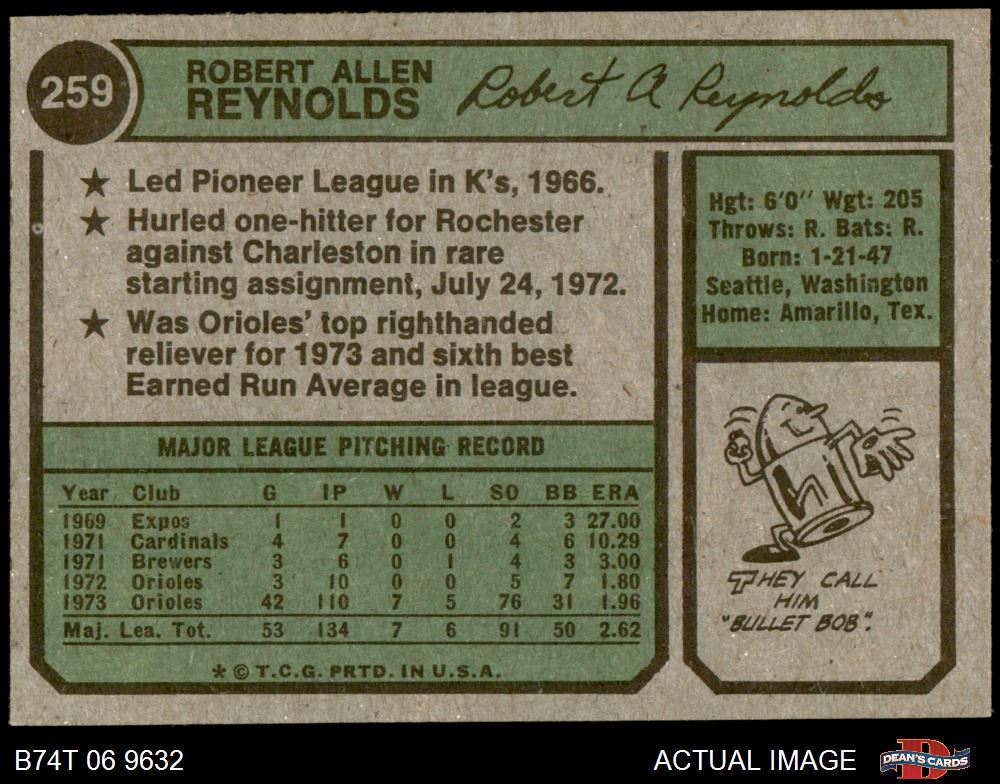 259
ROBERT ALLEN
REYNOLDS
Robert A Reynolds
★ Led Pioneer League in K's, 1966.
★ Hurled one-hitter for Rochester
against Charleston in rare
starting assignment, July 24, 1972.
★ Was Orioles' top righthanded
reliever for 1973 and sixth best
Earned Run Average in league.
Hgt: 6'0" Wgt: 205
Throws: R. Bats: R.
Born: 1-21-47
Seattle, Washington
Home: Amarillo, Tex.
MAJOR LEAGUE PITCHING RECORD
Year Club G IP W L SO BB ERA
1969 Expos 1 1 0 0 2 3 27.00
1971 Cardinals 4 7 0 0 4 6 10.29
1971 Brewers 3 6 0 1 4 3 3.00
1972 Orioles 3 10 0 0 5 7 1.80
1973 Orioles 42 110 7 5 76 31 1.96
Maj. Lea. Tot. 53 134 7 6 91 50 2.62
* © T.C.G. PRTD. IN U.S.A.
THEY CALL
HIM
"BULLET BOB".
B74T 06 9632
ACTUAL IMAGE
DEAN'S CARDS